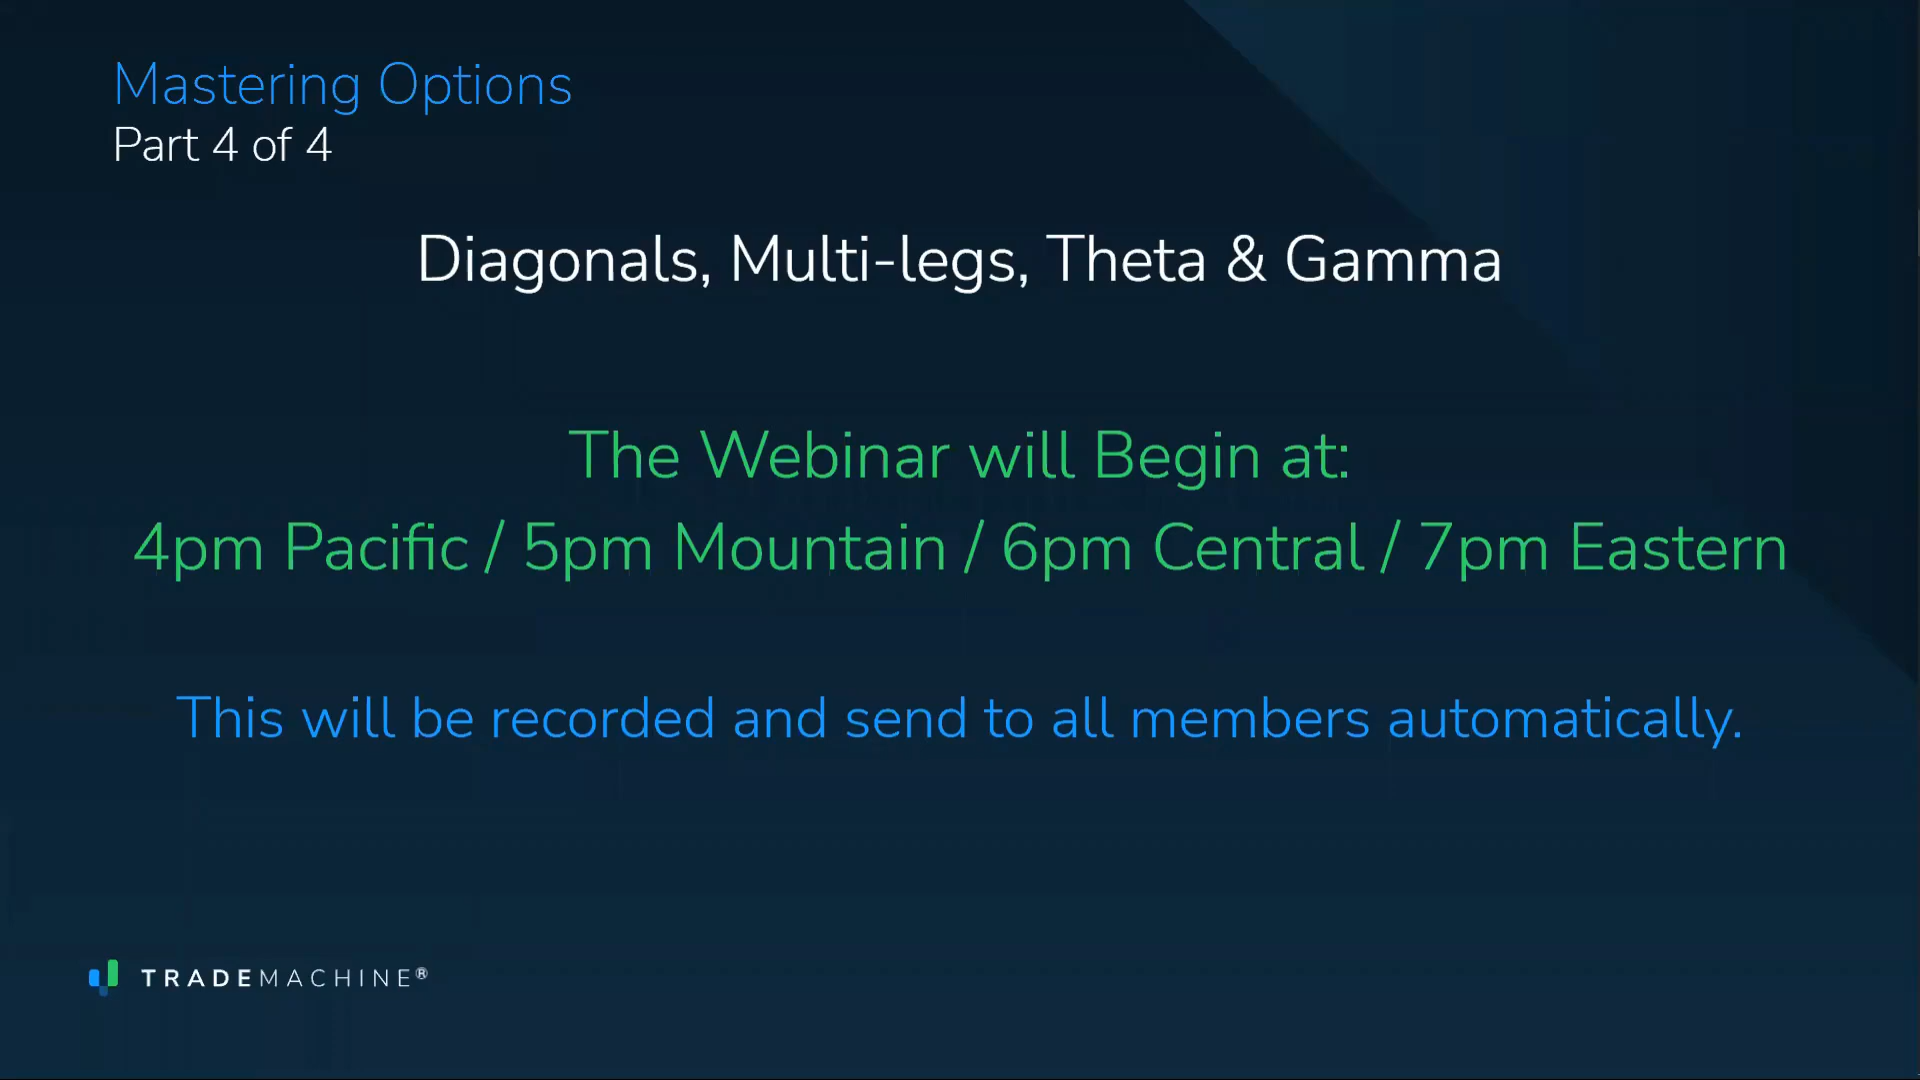 Mastering Options
Part 4 of 4
Diagonals, Multi-legs, Theta & Gamma
The Webinar will Begin at:
4pm Pacific / 5pm Mountain / 6pm Central / 7pm Eastern
This will be recorded and send to all members automatically.
TRADEMACHINE®